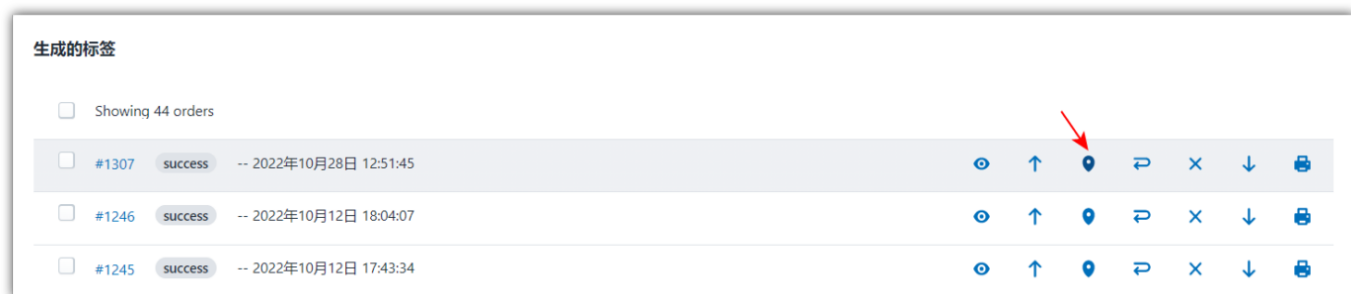 生成的标签
Showing 44 orders
#1307 success -- 2022年10月28日 12:51:45
#1246 success -- 2022年10月12日 18:04:07
#1245 success -- 2022年10月12日 17:43:34